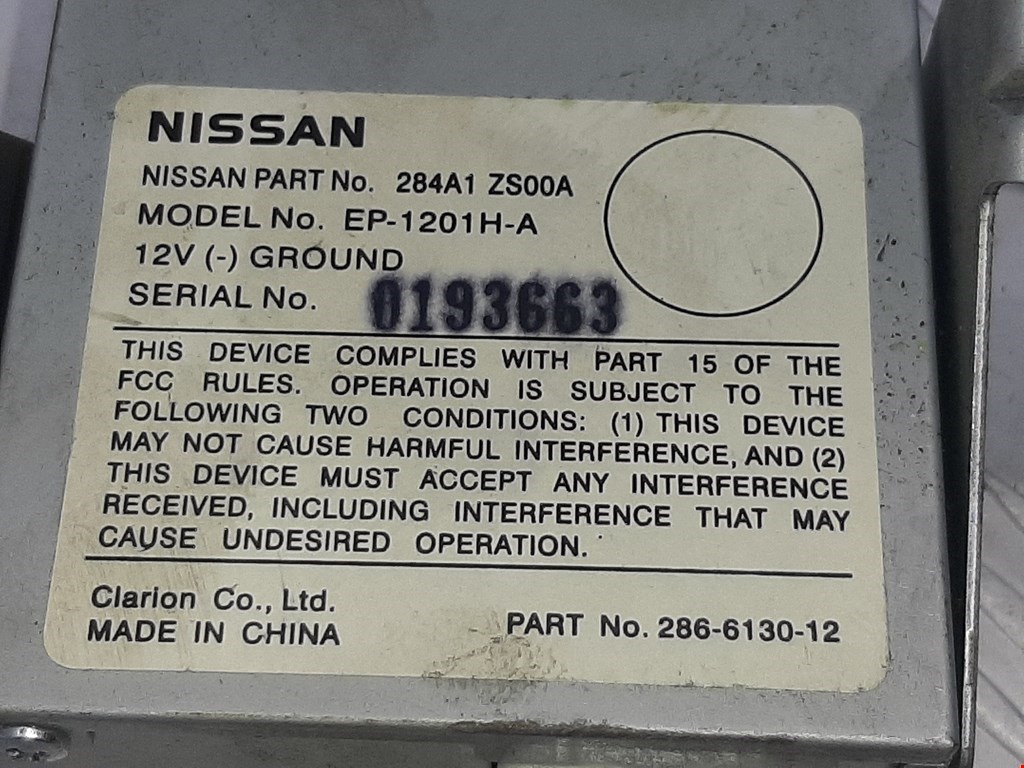 NISSAN
NISSAN PART No. 284A1 ZS00A
MODEL No. EP-1201H-A
12V (-) GROUND
SERIAL No. 0193663
THIS DEVICE COMPLIES WITH PART 15 OF THE
FCC RULES. OPERATION IS SUBJECT TO THE
FOLLOWING TWO CONDITIONS: (1) THIS DEVICE
MAY NOT CAUSE HARMFUL INTERFERENCE, AND (2)
THIS DEVICE MUST ACCEPT ANY INTERFERENCE
RECEIVED, INCLUDING INTERFERENCE THAT MAY
CAUSE UNDESIRED OPERATION.
Clarion Co., Ltd.
MADE IN CHINA
PART No. 286-6130-12